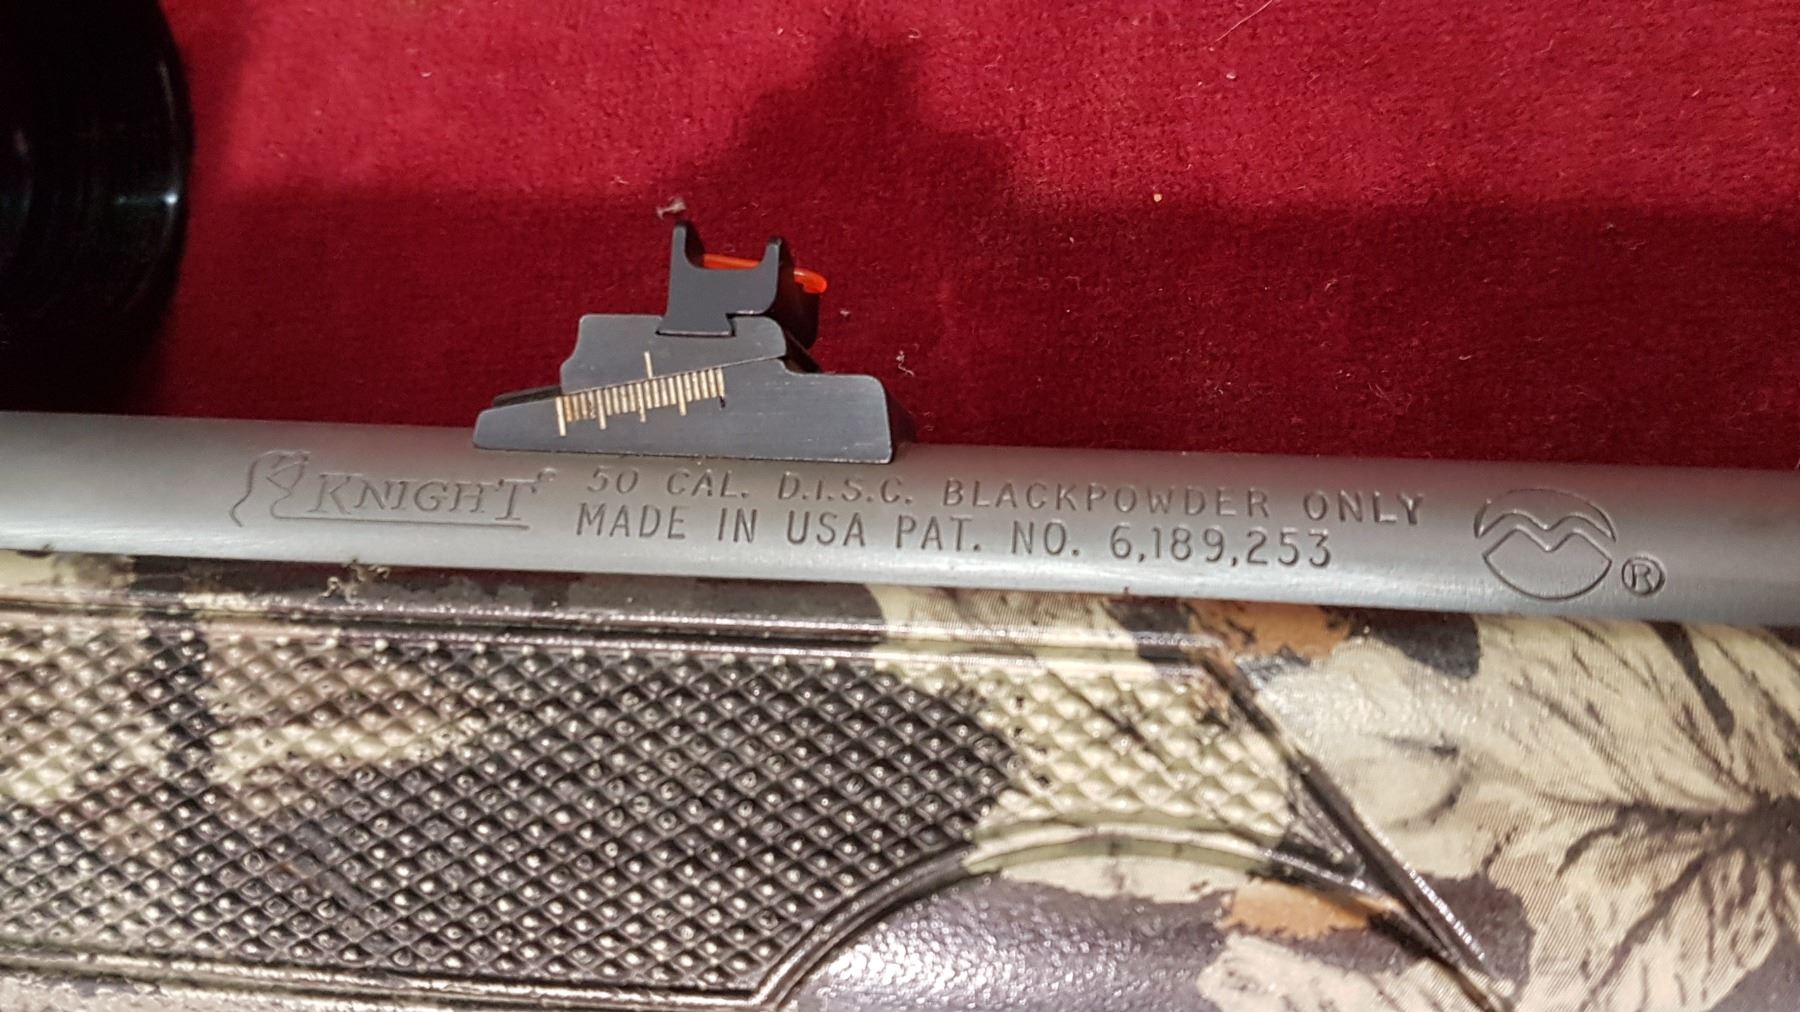 KNIGHT® 50 CAL. D.I.S.C. BLACKPOWDER ONLY
MADE IN USA PAT. NO. 6,189,253
®